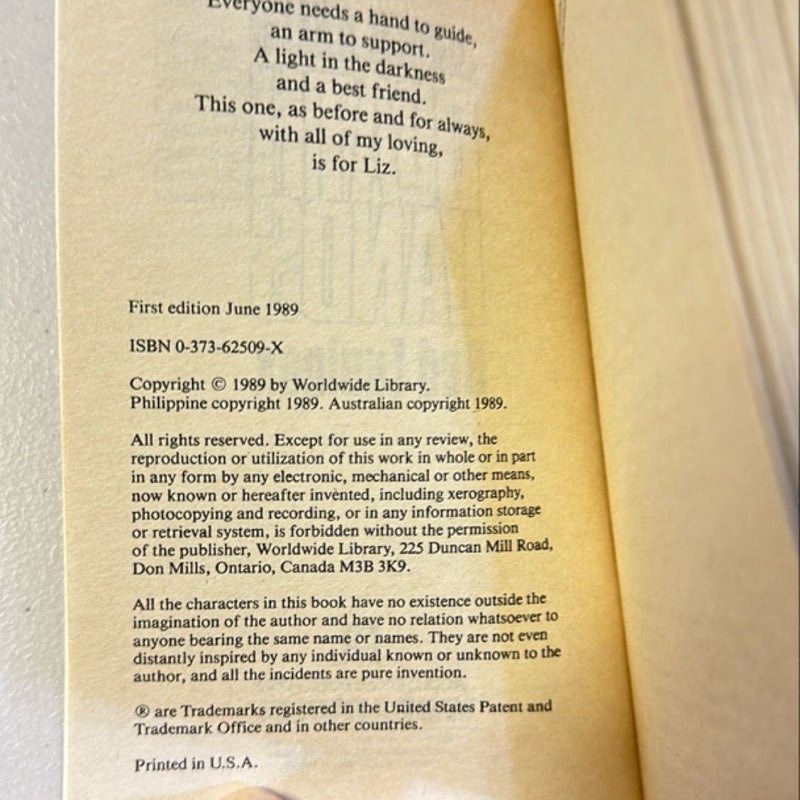 Everyone needs a hand to guide,
an arm to support.
A light in the darkness
and a best friend.
This one, as before and for always,
with all of my loving,
is for Liz.
First edition June 1989
ISBN 0-373-62509-X
Copyright © 1989 by Worldwide Library.
Philippine copyright 1989. Australian copyright 1989.
All rights reserved. Except for use in any review, the
reproduction or utilization of this work in whole or in part
in any form by any electronic, mechanical or other means,
now known or hereafter invented, including xerography,
photocopying and recording, or in any information storage
or retrieval system, is forbidden without the permission
of the publisher, Worldwide Library, 225 Duncan Mill Road,
Don Mills, Ontario, Canada M3B 3K9.
All the characters in this book have no existence outside the
imagination of the author and have no relation whatsoever to
anyone bearing the same name or names. They are not even
distantly inspired by any individual known or unknown to the
author, and all the incidents are pure invention.
® are Trademarks registered in the United States Patent and
Trademark Office and in other countries.
Printed in U.S.A.